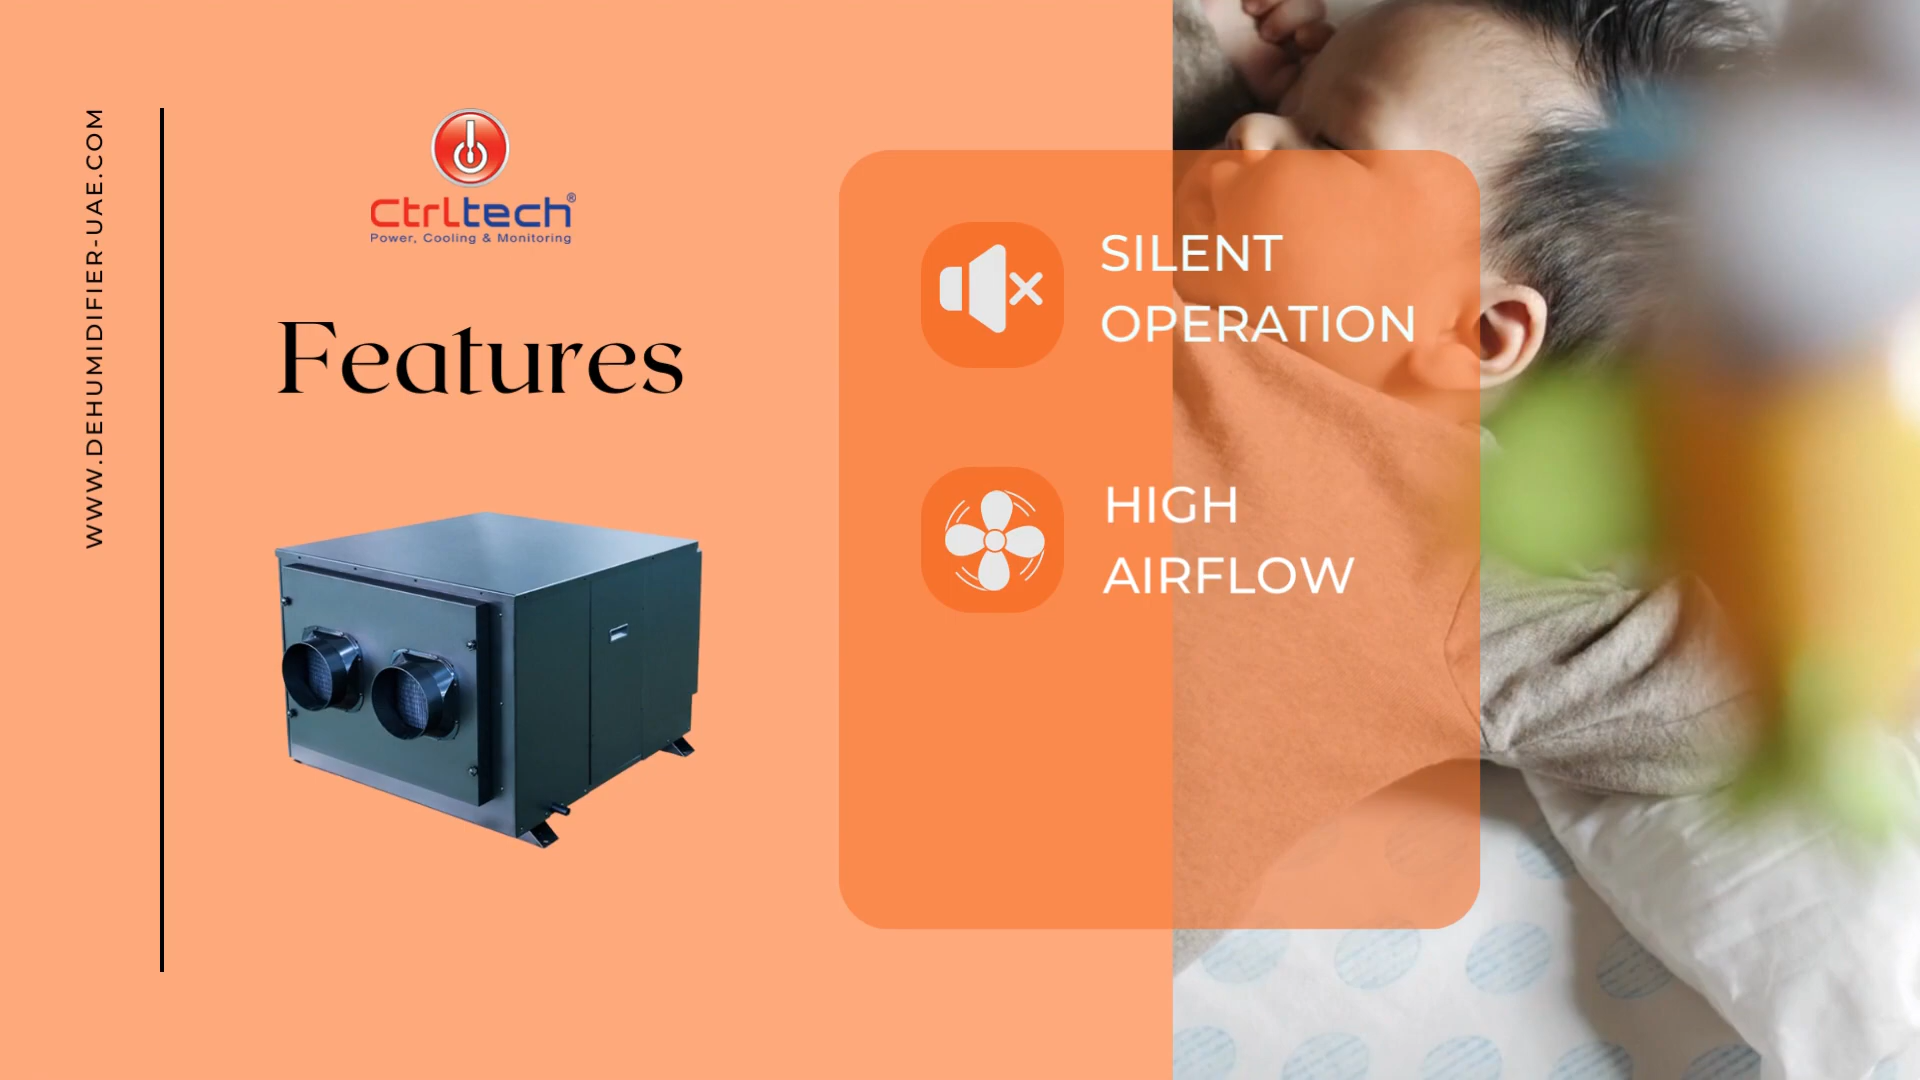 WWW.DEHUMIDIFIER-UAE.COM
ctrltech®
Power, Cooling & Monitoring
Features
SILENT
OPERATION
HIGH
AIRFLOW